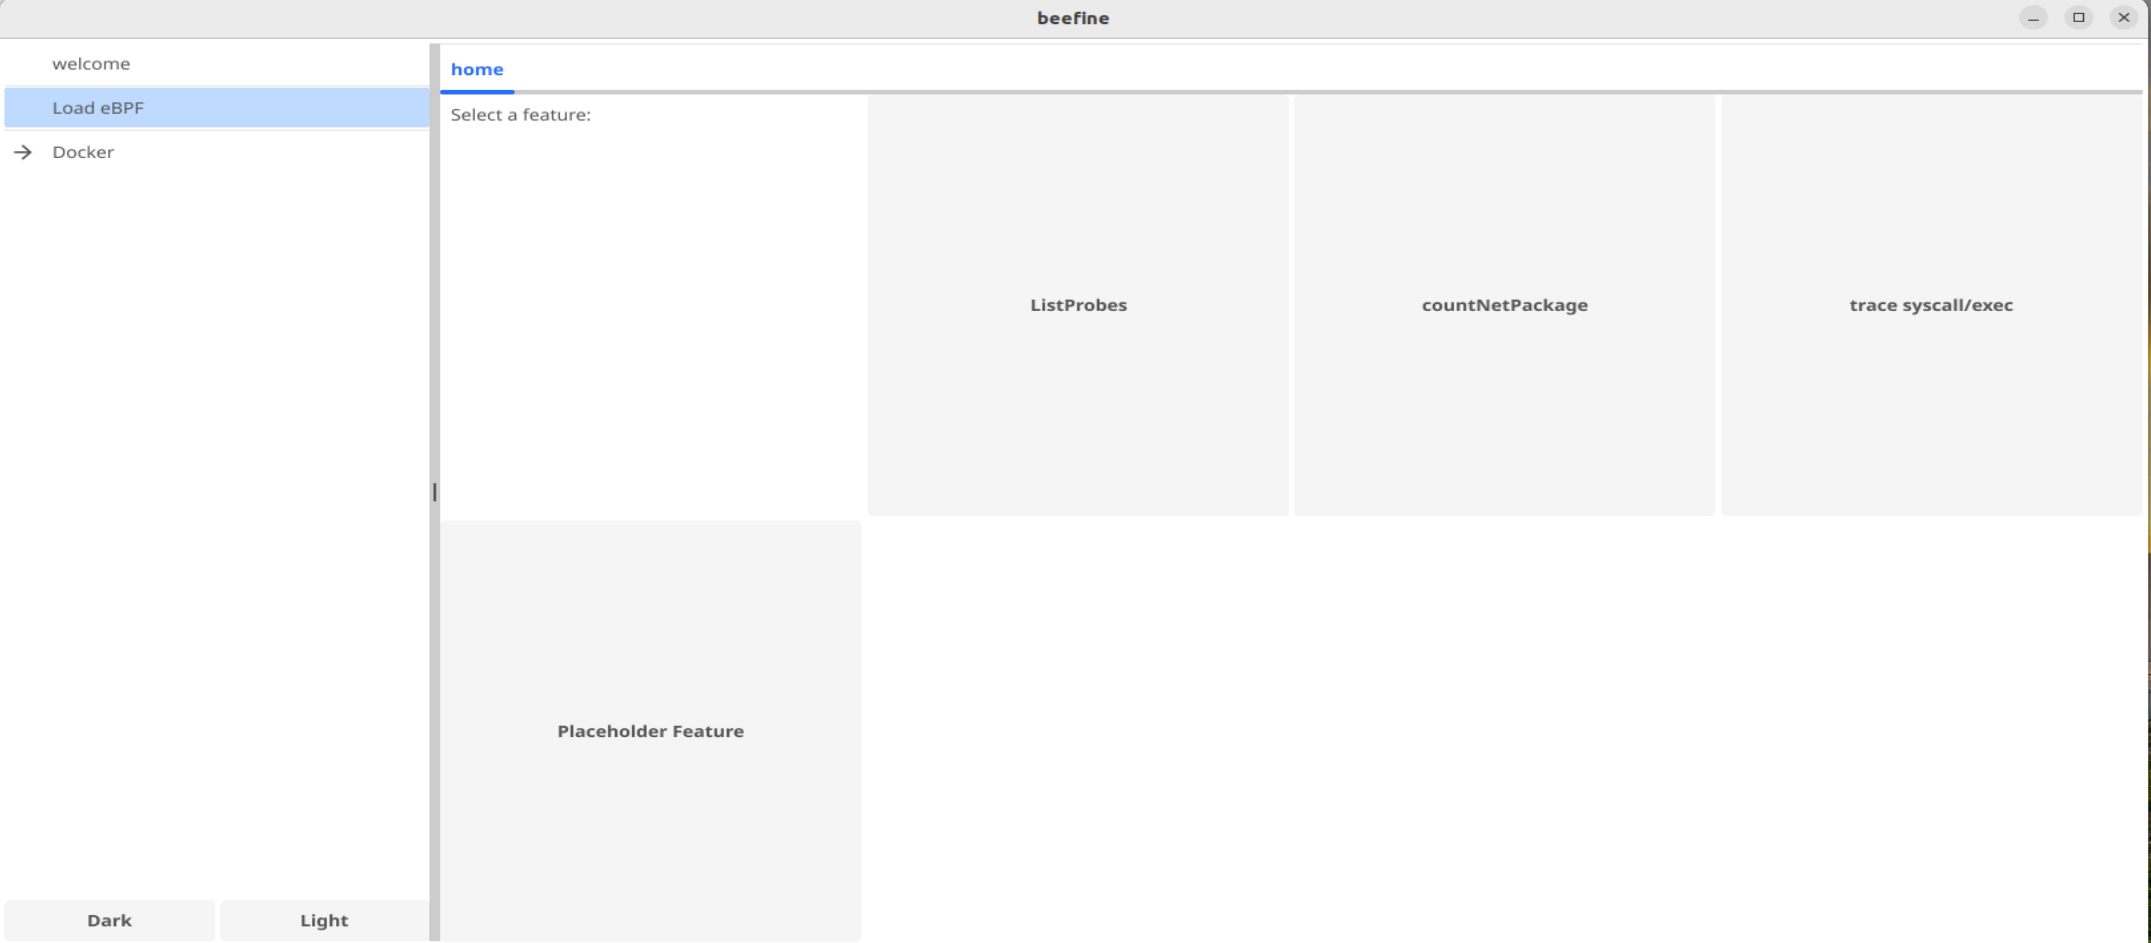 beefine
welcome
Load eBPF
Docker
Dark
Light
home
Select a feature:
ListProbes
countNetPackage
trace syscall/exec
Placeholder Feature